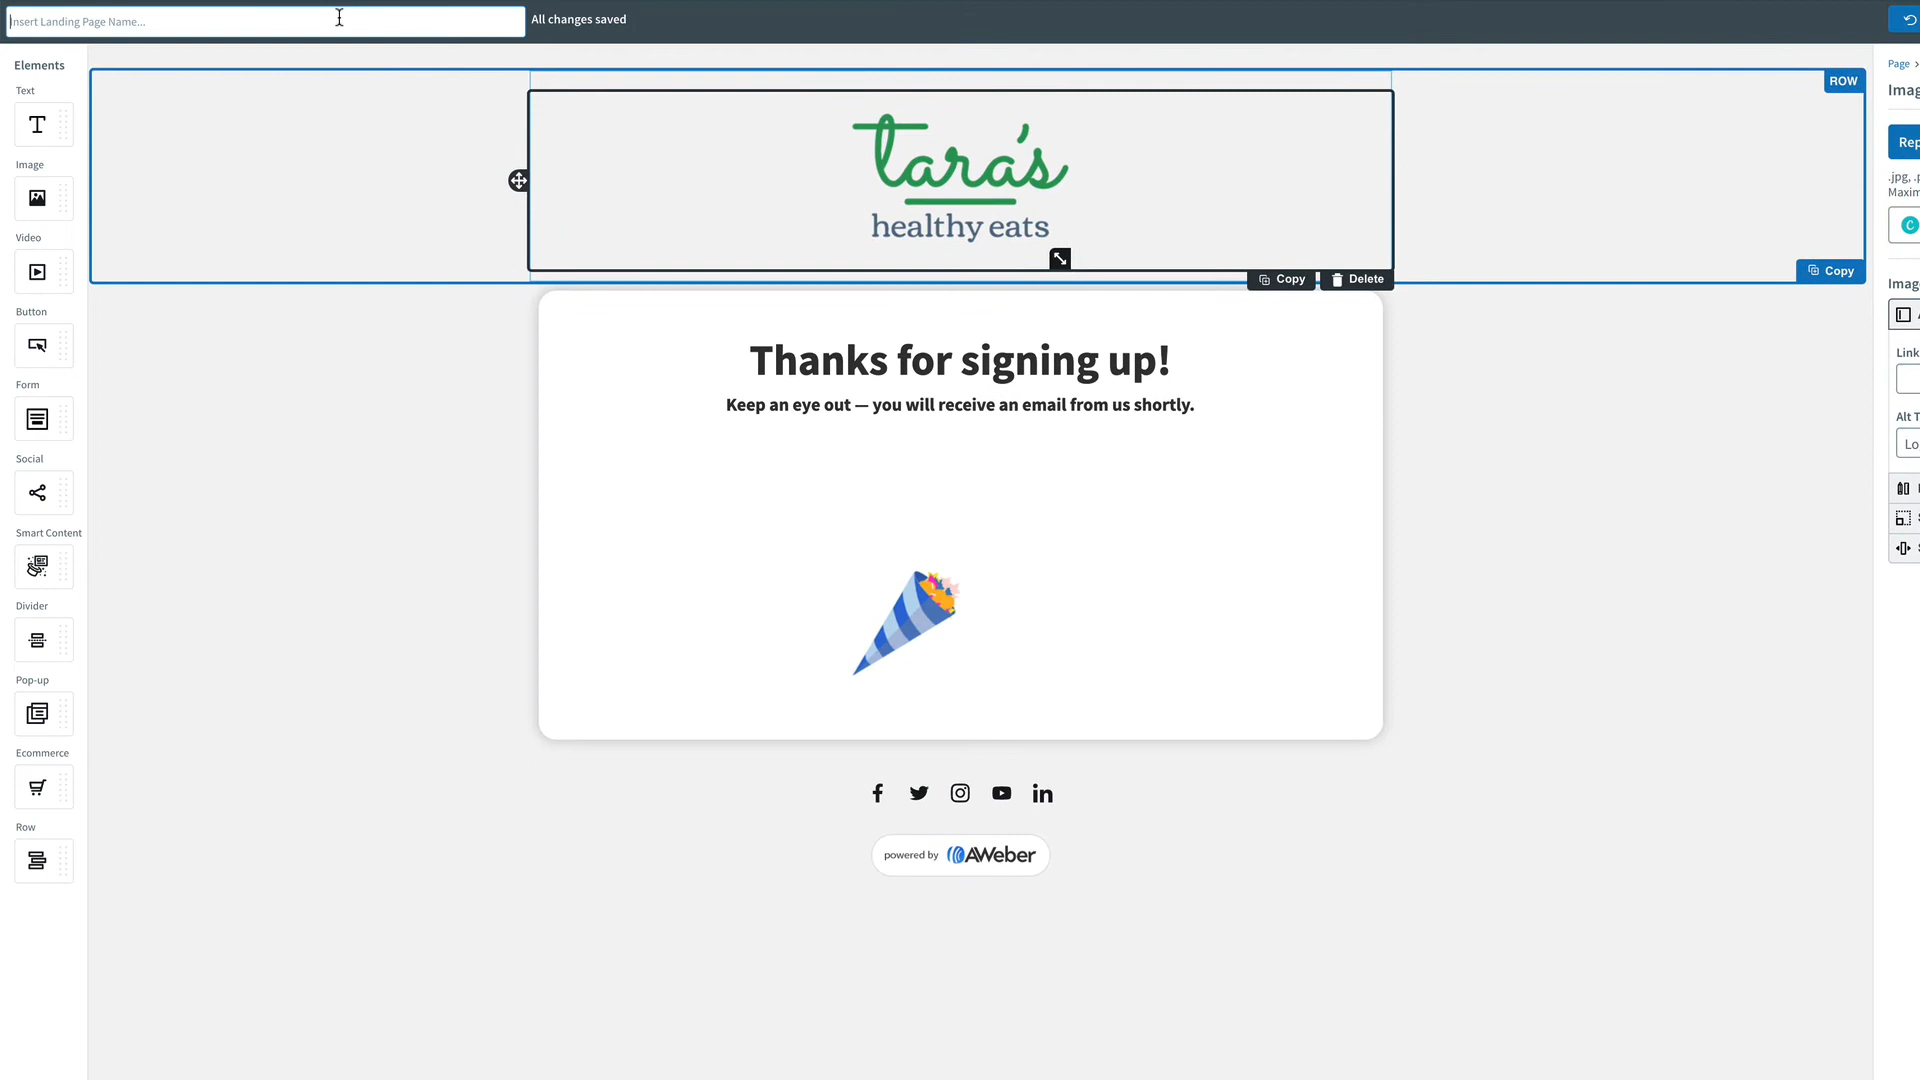 Insert Landing Page Name...
All changes saved
Elements
Text
Image
Video
Button
Form
Social
Smart Content
Divider
Pop-up
Ecommerce
Row
ROW
tara's
healthy eats
Copy
Delete
Copy
Thanks for signing up!
Keep an eye out — you will receive an email from us shortly.
powered by AWeber
Page >